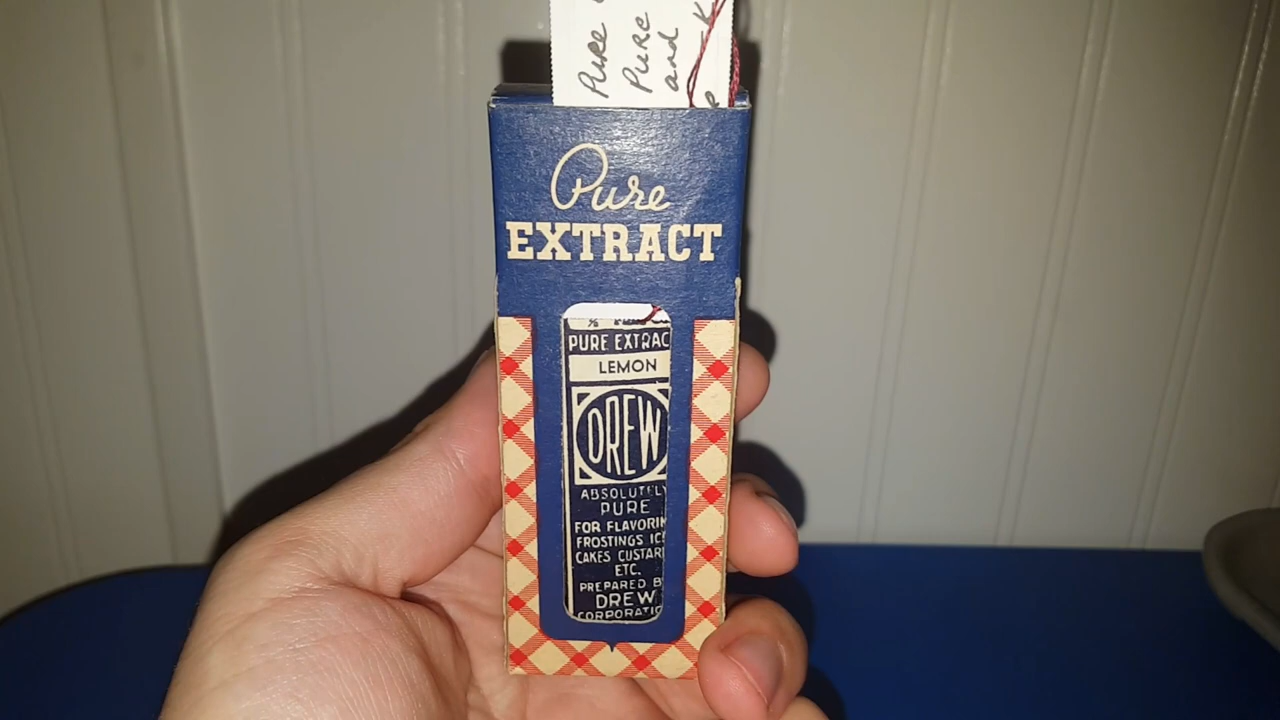 Pure
Pure
and
Pure
EXTRACT
PURE EXTRAC
LEMON
DREW
ABSOLUTELY
PURE
FOR FLAVORIN
FROSTINGS IC
CAKES CUSTAR
ETC.
PREPARED B
DREW
CORPORATIO